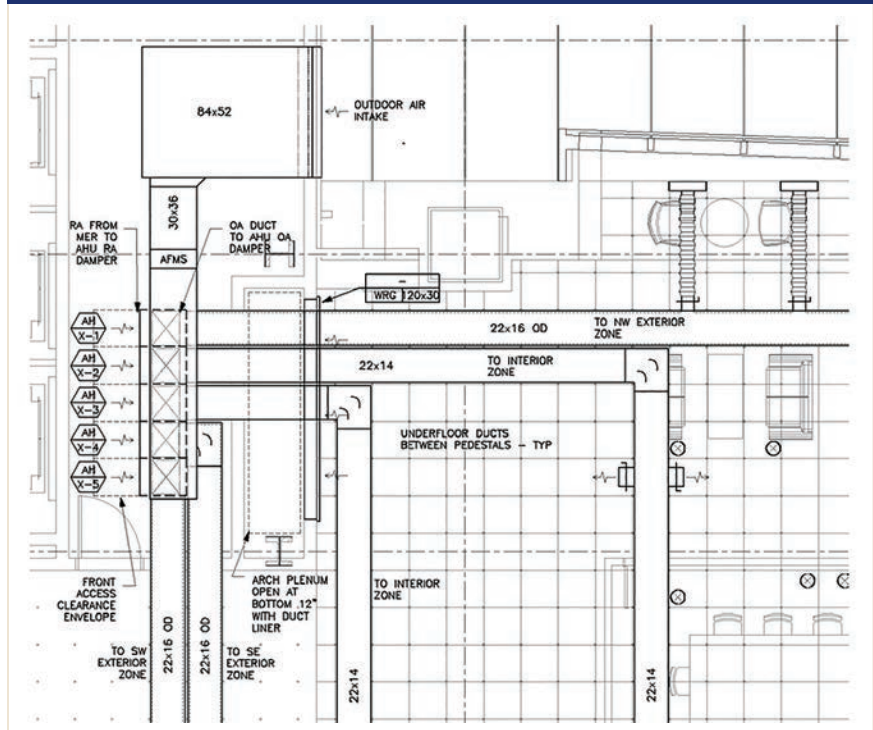 84x52
OUTDOOR AIR
INTAKE
30x36
RA FROM
MER TO
AHU RA
DAMPER
OA DUCT
TO AHU OA
DAMPER
AFMS
-
WRG 120x30
AH
X-1
AH
X-2
AH
X-3
AH
X-4
AH
X-5
22x16 OD
TO NW EXTERIOR
ZONE
22x14
TO INTERIOR
ZONE
UNDERFLOOR DUCTS
BETWEEN PEDESTALS - TYP
FRONT
ACCESS
CLEARANCE
ENVELOPE
ARCH PLENUM
OPEN AT
BOTTOM 12"
WITH DUCT
LINER
TO INTERIOR
ZONE
TO SW
EXTERIOR
ZONE
22x16 OD
22x16 OD
TO SE
EXTERIOR
ZONE
22x14
22x14